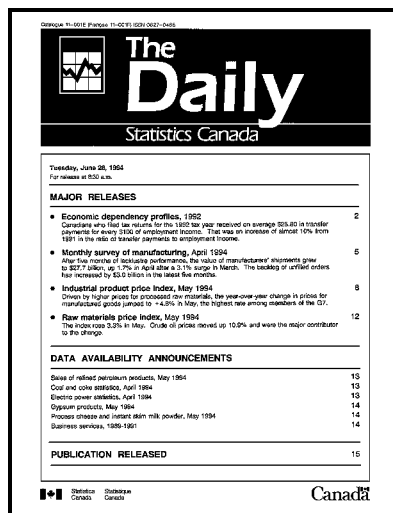 Catalogue 11-001E (Français 11-001F) ISSN 0827-0465
The
Daily
Statistics Canada
Tuesday, June 28, 1994
For release at 8:30 a.m.
MAJOR RELEASES
• Economic dependency profiles, 1992 2
Canadians who filed tax returns for the 1992 tax year received on average $25.80 in transfer
payments for every $100 of employment income. That was an increase of almost 10% from
1991 in the ratio of transfer payments to employment income.
• Monthly survey of manufacturing, April 1994 5
After five months of lacklustre performance, the value of manufacturers' shipments grew
to $27.7 billion, up 1.7% in April after a 3.1% surge in March. The backlog of unfilled orders
has increased by $3.0 billion in the latest five months.
• Industrial product price index, May 1994 8
Driven by higher prices for processed raw materials, the year-over-year change in prices for
manufactured goods jumped to +4.8% in May, the highest rate among members of the G7.
• Raw materials price index, May 1994 12
The index rose 3.3% in May. Crude oil prices moved up 10.9% and were the major contributor
to the change.
DATA AVAILABILITY ANNOUNCEMENTS
Sales of refined petroleum products, May 1994 13
Coal and coke statistics, April 1994 13
Electric power statistics, April 1994 13
Gypsum products, May 1994 14
Process cheese and instant skim milk powder, May 1994 14
Business services, 1989-1991 14
PUBLICATION RELEASED 15
Statistics Statistique
Canada Canada
Canada